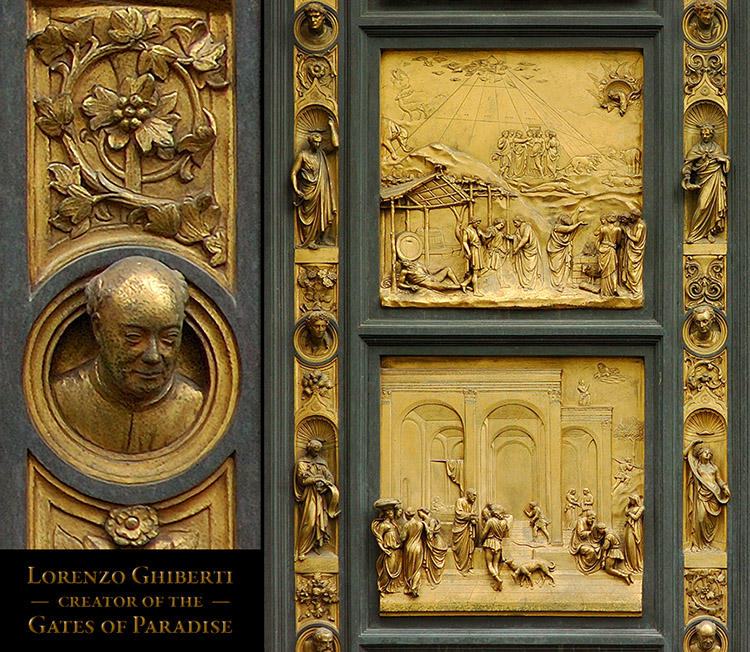 Lorenzo Ghiberti
— creator of the —
Gates of Paradise